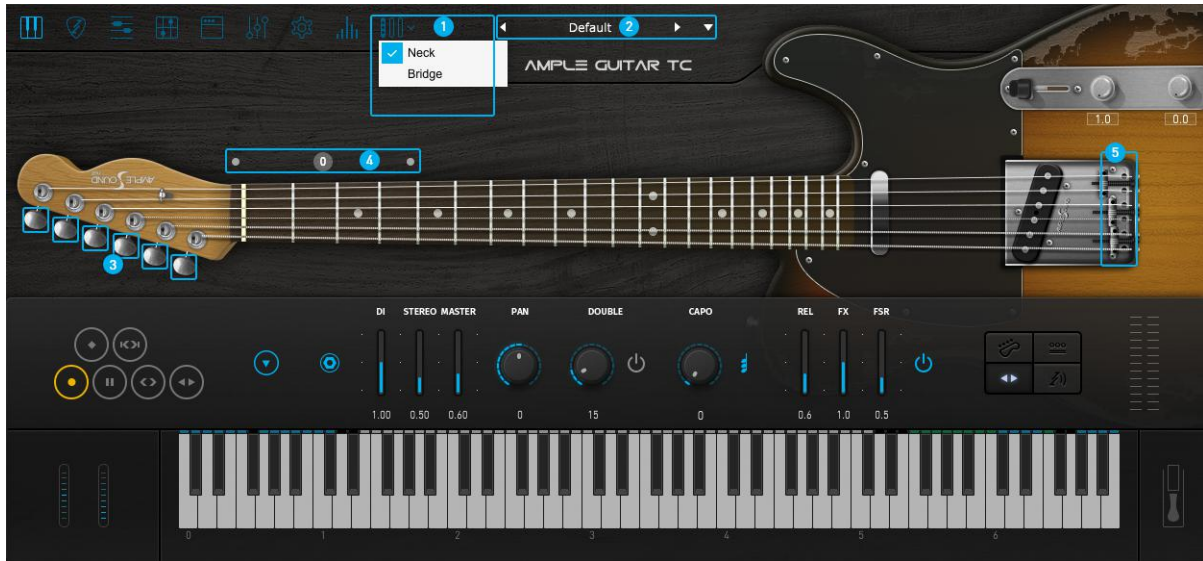 1
Default 2
Neck
Bridge
AMPLE GUITAR TC
1.0 0.0
0 4
5
AMPLE SOUND
3
DI STEREO MASTER PAN DOUBLE CAPO REL FX FSR
1.00 0.50 0.60 0 15 0 0.6 1.0 0.5
0 1 2 3 4 5 6